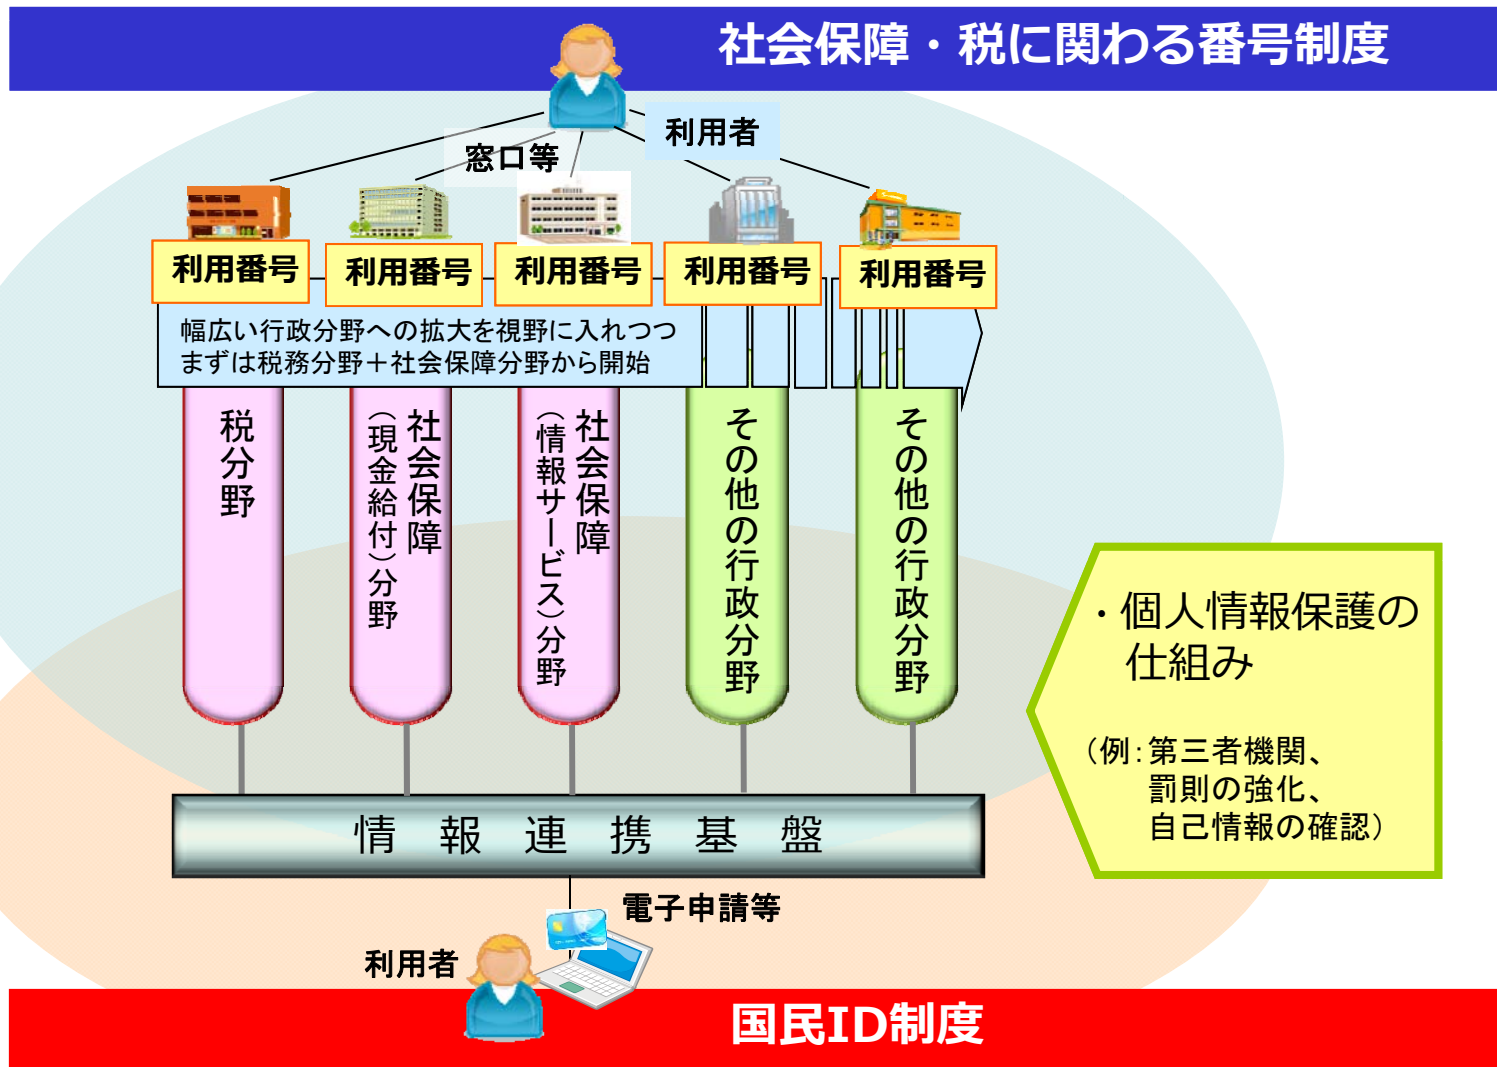 社会保障・税に関わる番号制度
利用者
窓口等
利用番号
利用番号
利用番号
利用番号
利用番号
幅広い行政分野への拡大を視野に入れつつ
まずは税務分野＋社会保障分野から開始
税分野
社会保障
（現金給付）分野
社会保障
（情報サービス）分野
その他の行政分野
その他の行政分野
・個人情報保護の
仕組み
（例：第三者機関、
罰則の強化、
自己情報の確認）
情報連携基盤
電子申請等
利用者
国民ID制度